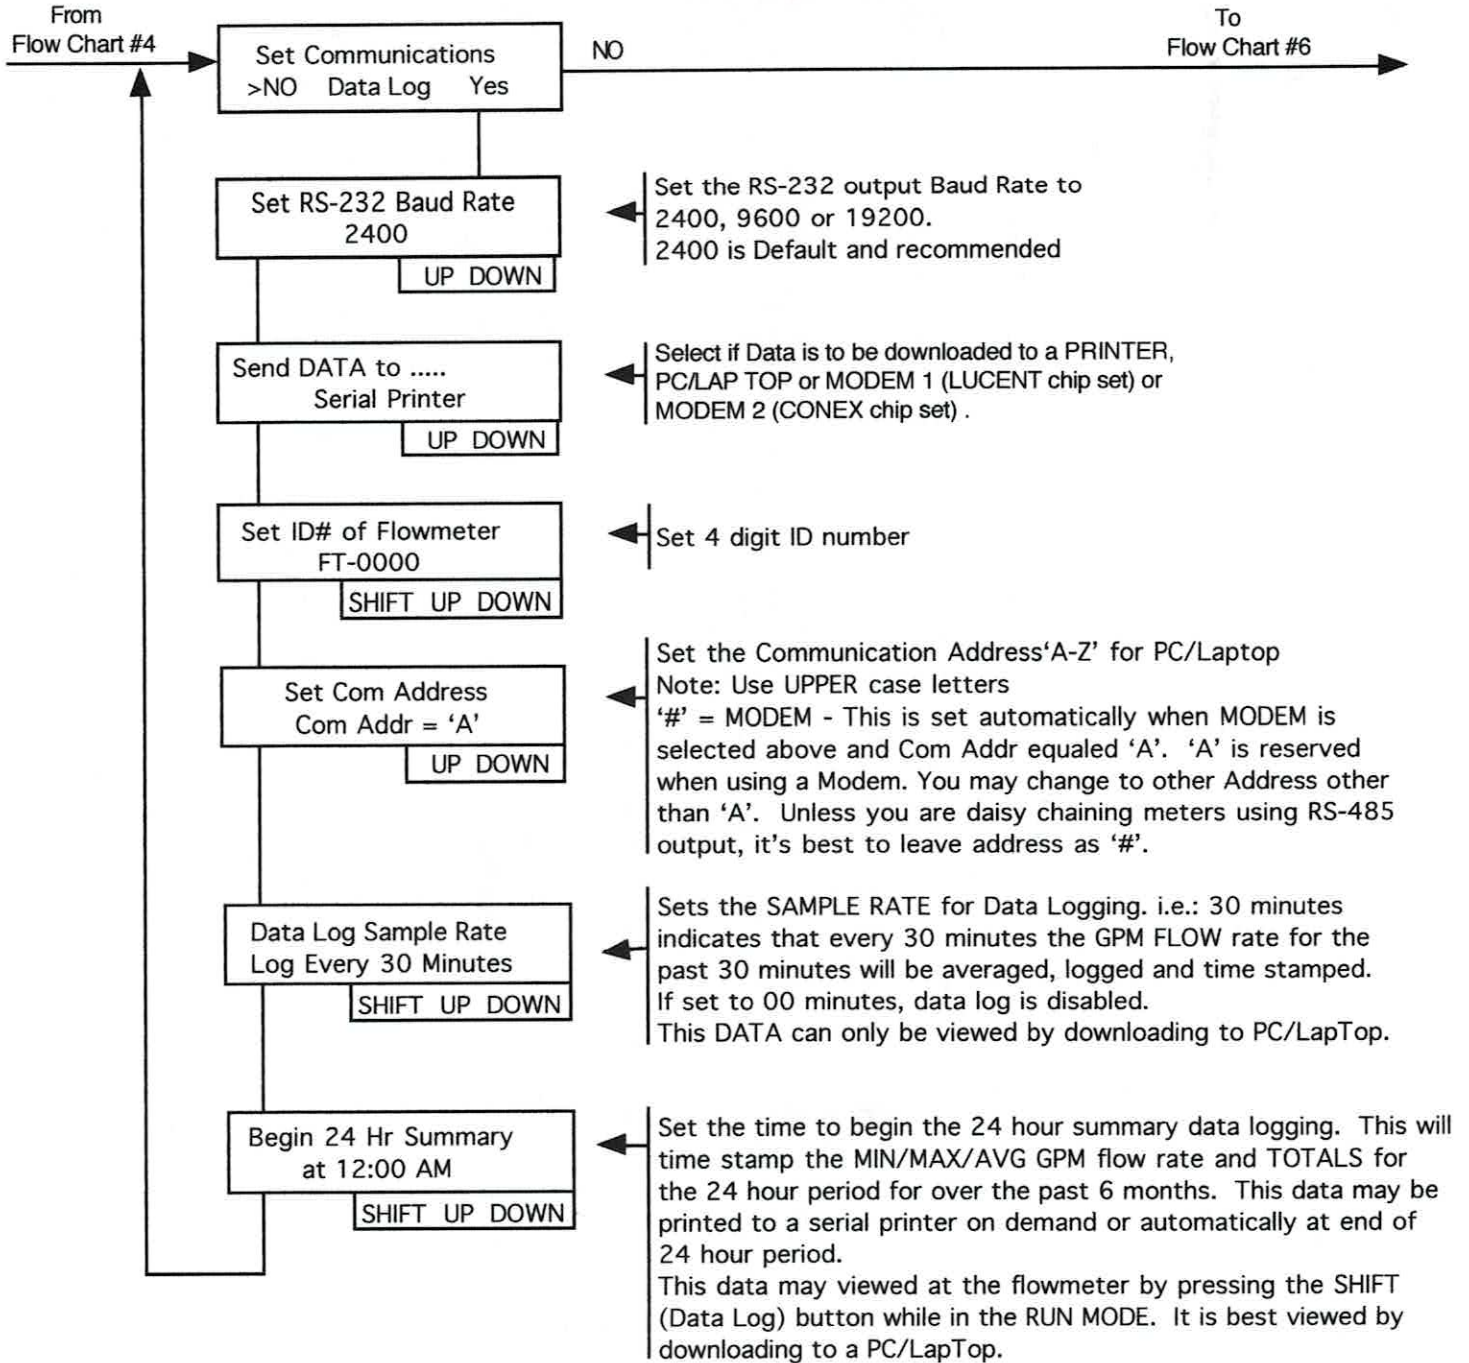 From
Flow Chart #4
Set Communications
>NO Data Log Yes
NO
To
Flow Chart #6
Set RS-232 Baud Rate
2400
UP DOWN
Set the RS-232 output Baud Rate to
2400, 9600 or 19200.
2400 is Default and recommended
Send DATA to .....
Serial Printer
UP DOWN
Select if Data is to be downloaded to a PRINTER,
PC/LAP TOP or MODEM 1 (LUCENT chip set) or
MODEM 2 (CONEX chip set) .
Set ID# of Flowmeter
FT-0000
SHIFT UP DOWN
Set 4 digit ID number
Set Com Address
Com Addr = ‘A’
UP DOWN
Set the Communication Address‘A-Z’ for PC/Laptop
Note: Use UPPER case letters
‘#’ = MODEM - This is set automatically when MODEM is
selected above and Com Addr equaled ‘A’. ‘A’ is reserved
when using a Modem. You may change to other Address other
than ‘A’. Unless you are daisy chaining meters using RS-485
output, it's best to leave address as ‘#’.
Data Log Sample Rate
Log Every 30 Minutes
SHIFT UP DOWN
Sets the SAMPLE RATE for Data Logging. i.e.: 30 minutes
indicates that every 30 minutes the GPM FLOW rate for the
past 30 minutes will be averaged, logged and time stamped.
If set to 00 minutes, data log is disabled.
This DATA can only be viewed by downloading to PC/LapTop.
Begin 24 Hr Summary
at 12:00 AM
SHIFT UP DOWN
Set the time to begin the 24 hour summary data logging. This will
time stamp the MIN/MAX/AVG GPM flow rate and TOTALS for
the 24 hour period for over the past 6 months. This data may be
printed to a serial printer on demand or automatically at end of
24 hour period.
This data may viewed at the flowmeter by pressing the SHIFT
(Data Log) button while in the RUN MODE. It is best viewed by
downloading to a PC/LapTop.